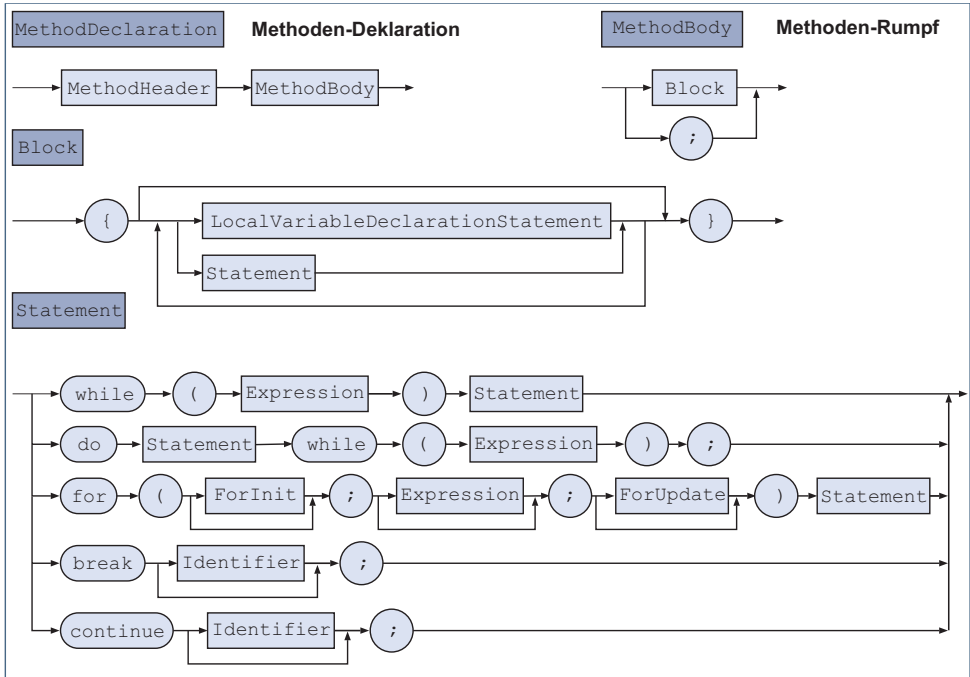 MethodDeclaration Methoden-Deklaration MethodBody Methoden-Rumpf
MethodHeader MethodBody Block
;
Block
{ LocalVariableDeclarationStatement }
Statement
Statement
while ( Expression ) Statement
do Statement while ( Expression ) ;
for ( ForInit ; Expression ; ForUpdate ) Statement
break Identifier ;
continue Identifier ;